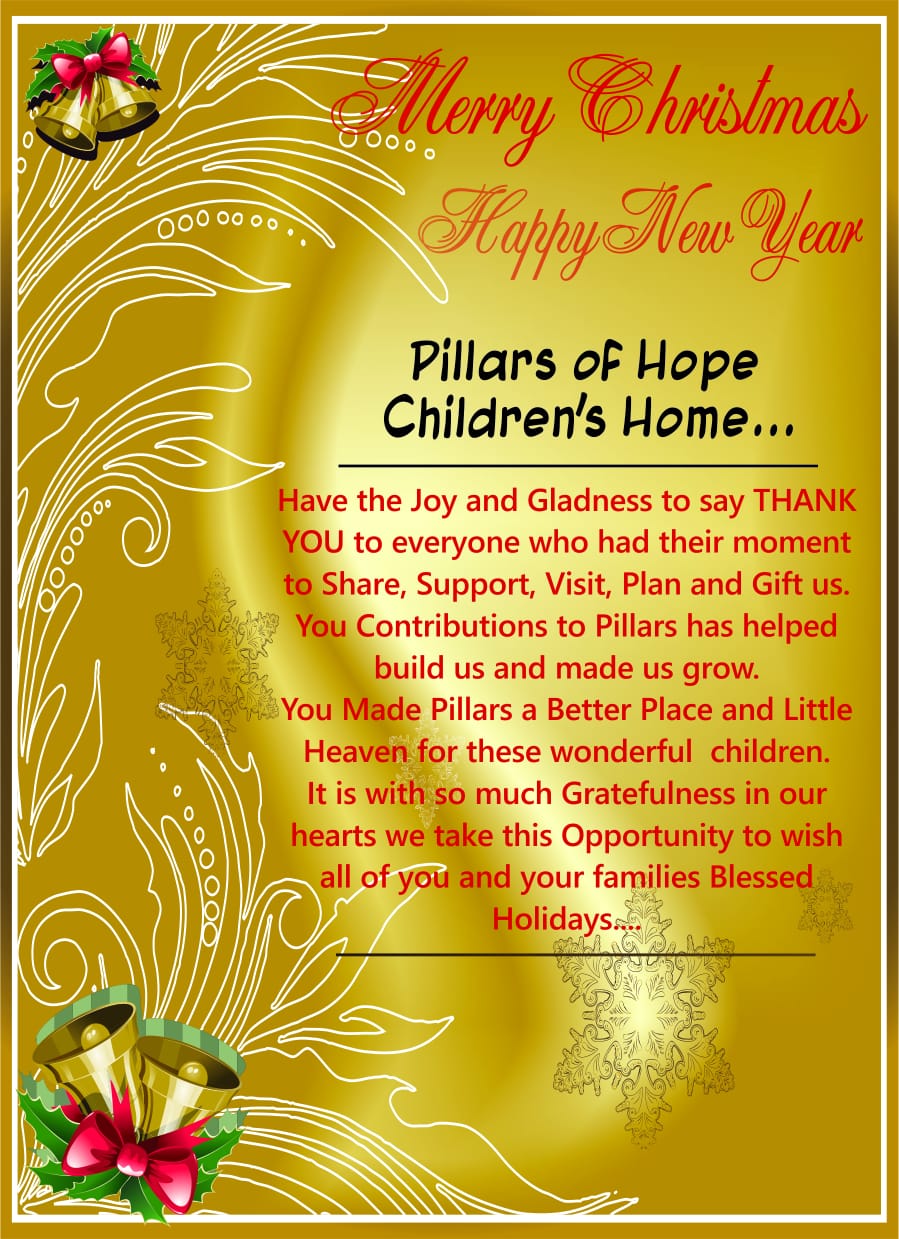 Merry Christmas
Happy New Year
Pillars of Hope
Children's Home...
Have the Joy and Gladness to say THANK
YOU to everyone who had their moment
to Share, Support, Visit, Plan and Gift us.
You Contributions to Pillars has helped
build us and made us grow.
You Made Pillars a Better Place and Little
Heaven for these wonderful  children.
It is with so much Gratefulness in our
hearts we take this Opportunity to wish
all of you and your families Blessed
Holidays....